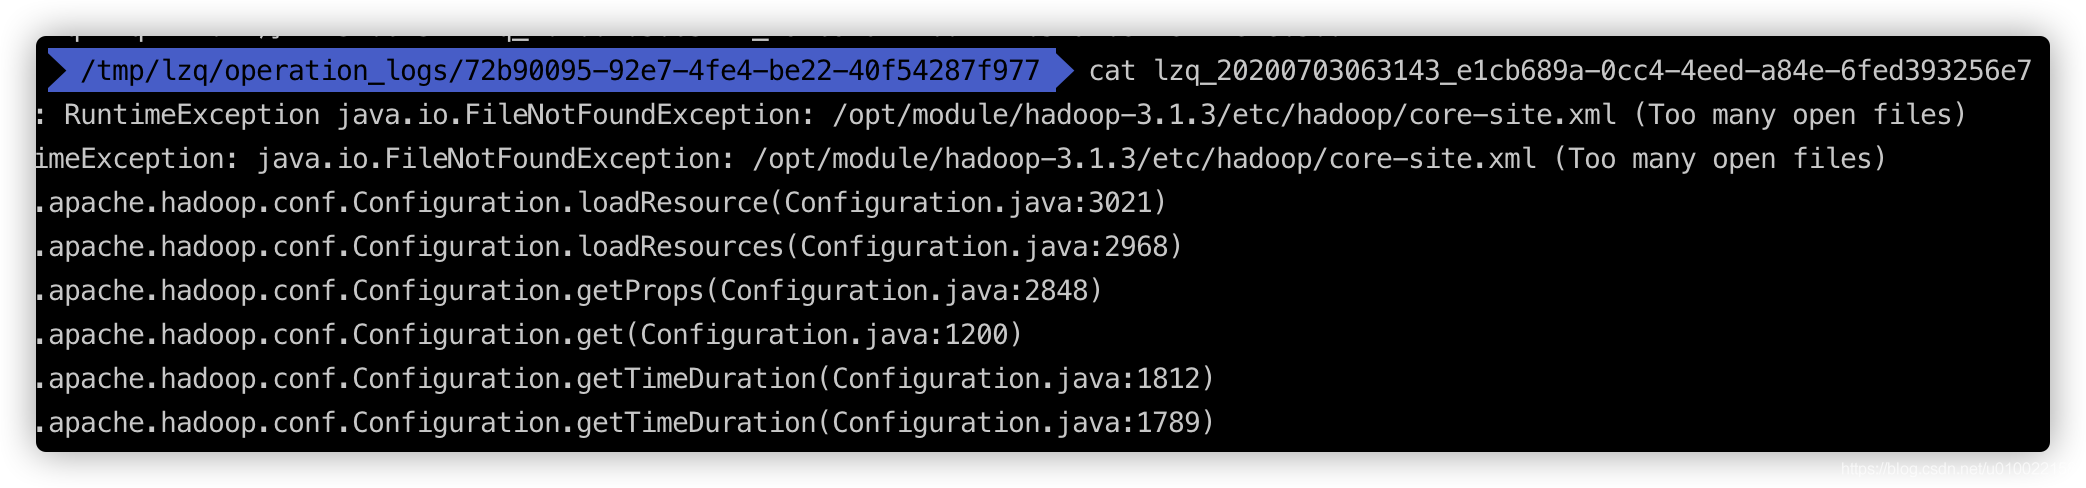 /tmp/lzq/operation_logs/72b90095-92e7-4fe4-be22-40f54287f977 cat lzq_20200703063143_e1cb689a-0cc4-4eed-a84e-6fed393256e7
: RuntimeException java.io.FileNotFoundException: /opt/module/hadoop-3.1.3/etc/hadoop/core-site.xml (Too many open files)
imeException: java.io.FileNotFoundException: /opt/module/hadoop-3.1.3/etc/hadoop/core-site.xml (Too many open files)
.apache.hadoop.conf.Configuration.loadResource(Configuration.java:3021)
.apache.hadoop.conf.Configuration.loadResources(Configuration.java:2968)
.apache.hadoop.conf.Configuration.getProps(Configuration.java:2848)
.apache.hadoop.conf.Configuration.get(Configuration.java:1200)
.apache.hadoop.conf.Configuration.getTimeDuration(Configuration.java:1812)
.apache.hadoop.conf.Configuration.getTimeDuration(Configuration.java:1789)